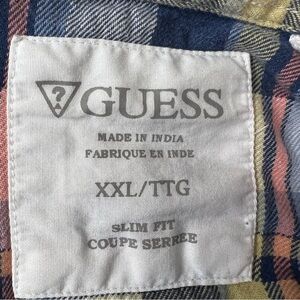 ? GUESS
MADE IN INDIA
FABRIQUE EN INDE
XXL/TTG
SLIM FIT
COUPE SERREE